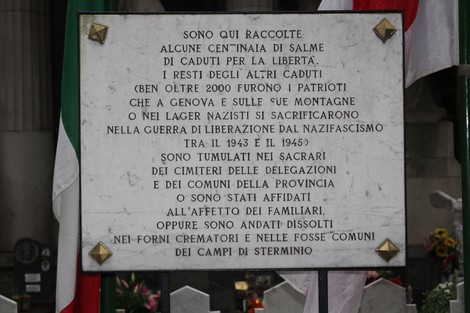 SONO QUI RACCOLTE
ALCUNE CENTINAIA DI SALME
DI CADUTI PER LA LIBERTA'.
I RESTI DEGLI ALTRI CADUTI
(BEN OLTRE 2000 FURONO I PATRIOTI
CHE A GENOVA E SULLE SUE MONTAGNE
O NEI LAGER NAZISTI SI SACRIFICARONO
NELLA GUERRA DI LIBERAZIONE DAL NAZIFASCISMO
TRA IL 1943 E IL 1945)
SONO TUMULATI NEI SACRARI
DEI CIMITERI DELLE DELEGAZIONI
E DEI COMUNI DELLA PROVINCIA
O SONO STATI AFFIDATI
ALL'AFFETTO DEI FAMILIARI,
OPPURE SONO ANDATI DISSOLTI
NEI FORNI CREMATORI E NELLE FOSSE COMUNI
DEI CAMPI DI STERMINIO